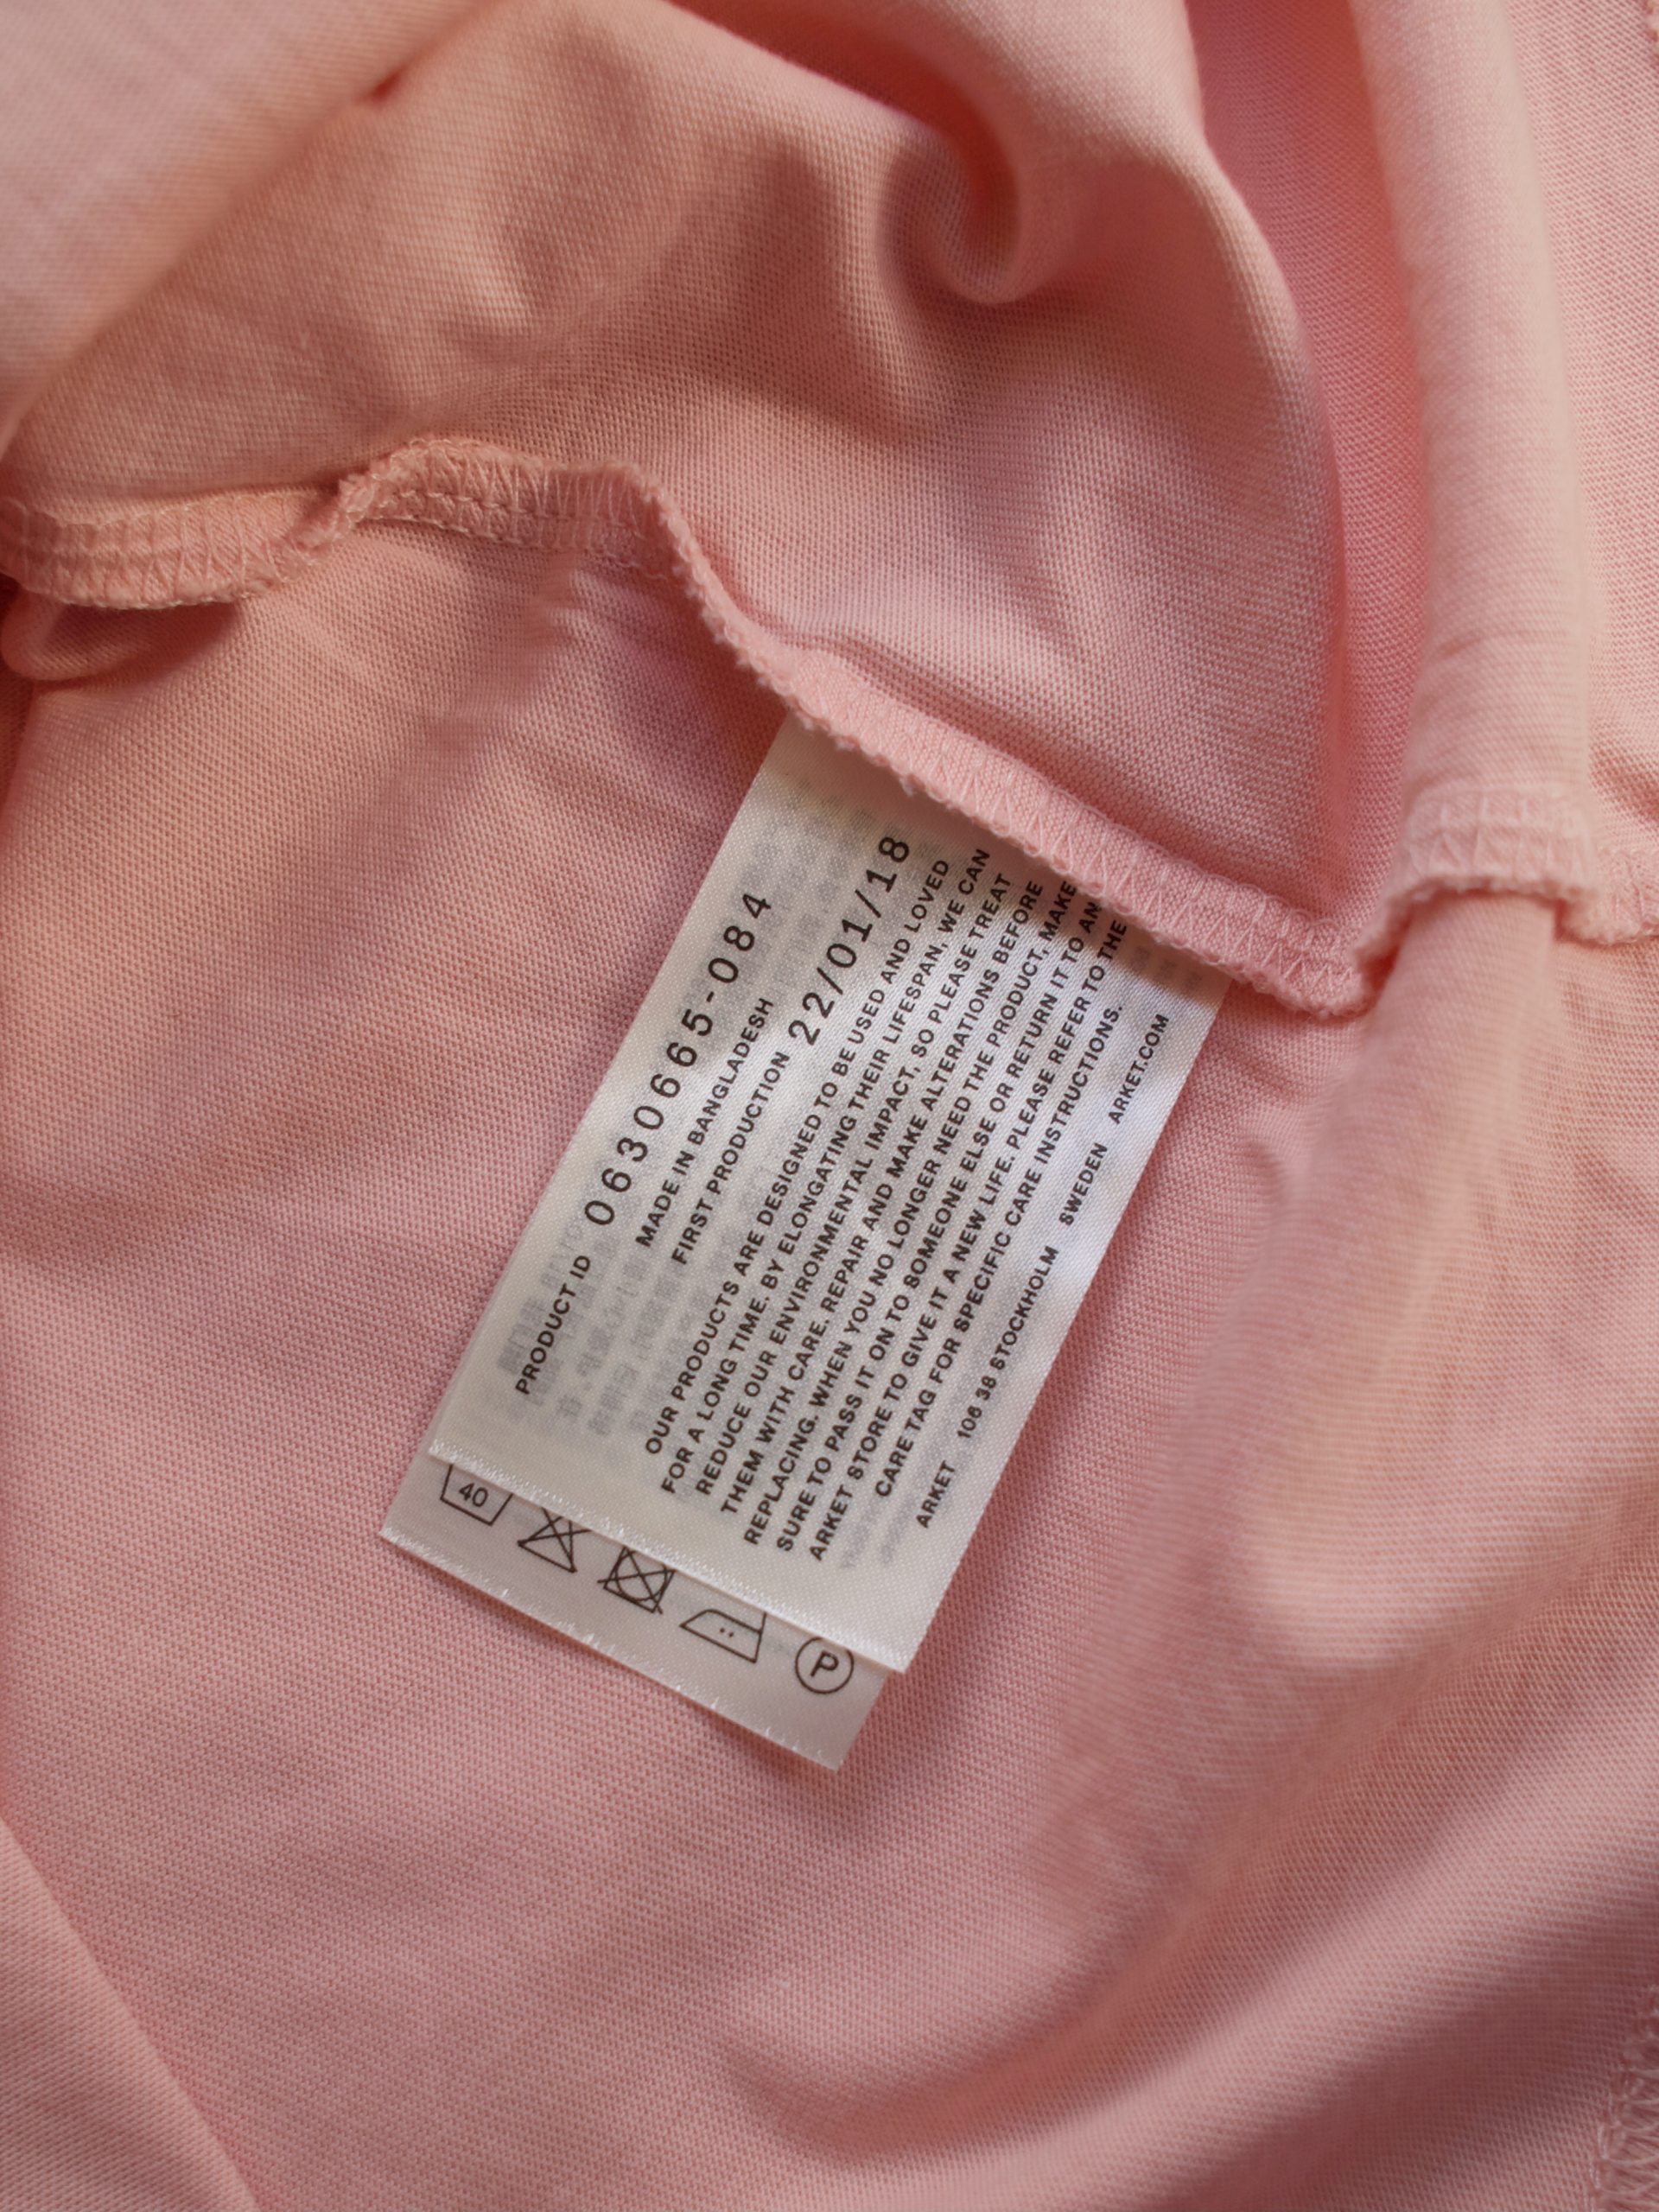 PRODUCT ID 0630665-084
MADE IN BANGLADESH
FIRST PRODUCTION 22/01/18
OUR PRODUCTS ARE DESIGNED TO BE USED AND LOVED
FOR A LONG TIME. BY ELONGATING THEIR LIFESPAN, WE CAN
REDUCE OUR ENVIRONMENTAL IMPACT, SO PLEASE TREAT
THEM WITH CARE. REPAIR AND MAKE ALTERATIONS BEFORE
REPLACING. WHEN YOU NO LONGER NEED THE PRODUCT, MAKE
SURE TO PASS IT ON TO SOMEONE ELSE OR RETURN IT TO AN
ARKET STORE TO GIVE IT A NEW LIFE. PLEASE REFER TO THE
CARE TAG FOR SPECIFIC CARE INSTRUCTIONS.
ARKET 106 38 STOCKHOLM SWEDEN ARKET.COM
40
P